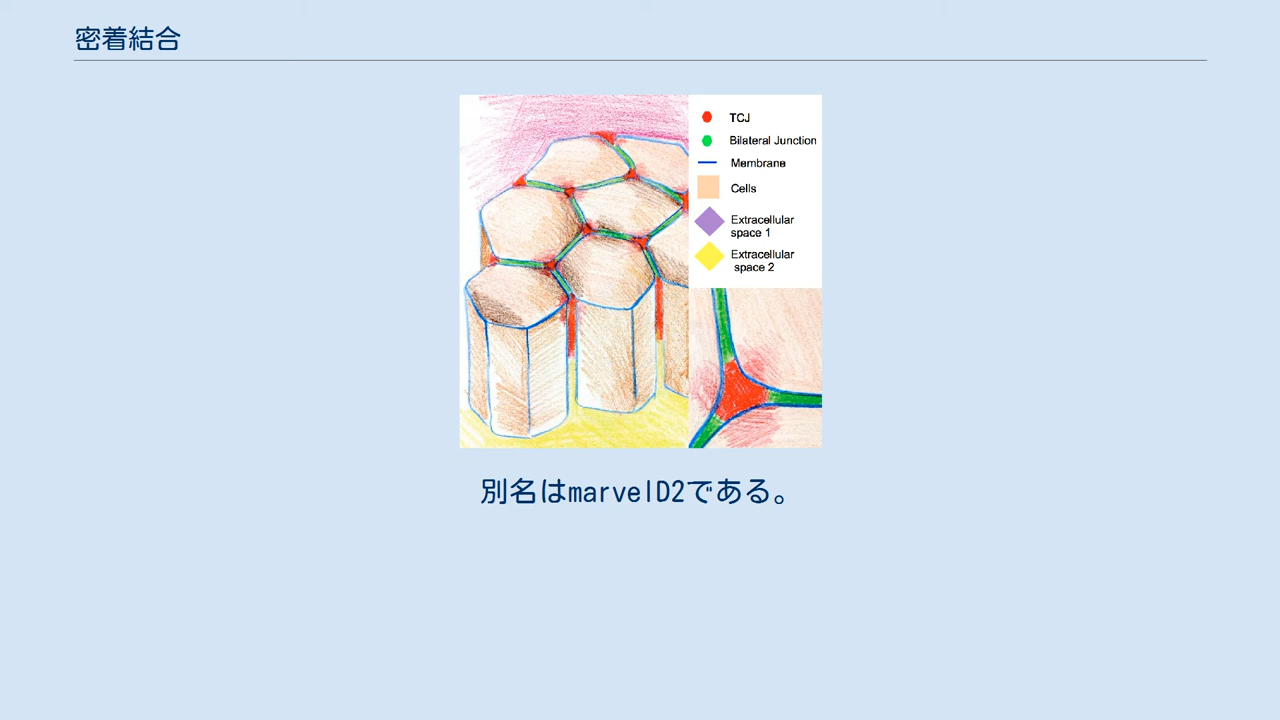 密着結合
TCJ
Bilateral Junction
Membrane
Cells
Extracellular
space 1
Extracellular
space 2
別名はmarvelD2である。